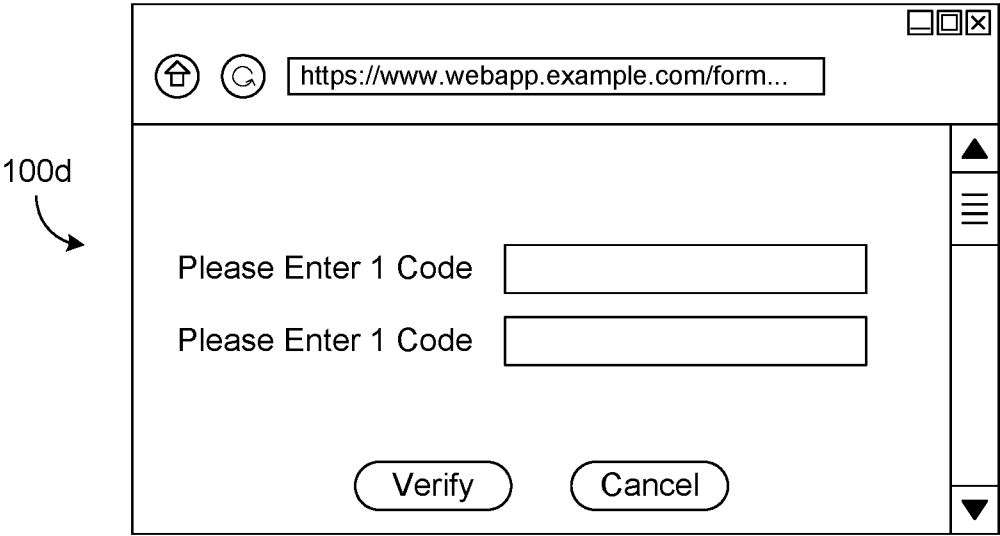 https://www.webapp.example.com/form...
100d
Please Enter 1 Code
Please Enter 1 Code
Verify
Cancel